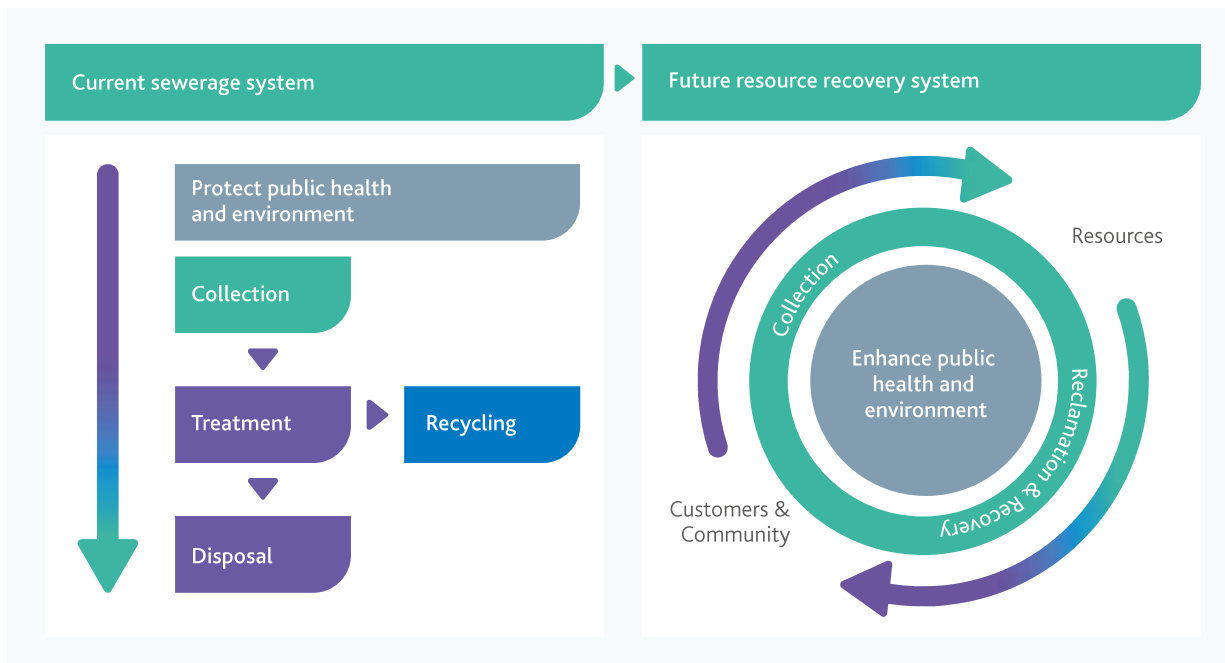 Current sewerage system
Future resource recovery system
Protect public health
and environment
Collection
Treatment
Recycling
Disposal
Resources
Collection
Enhance public
health and
environment
Reclamation & Recovery
Customers &
Community